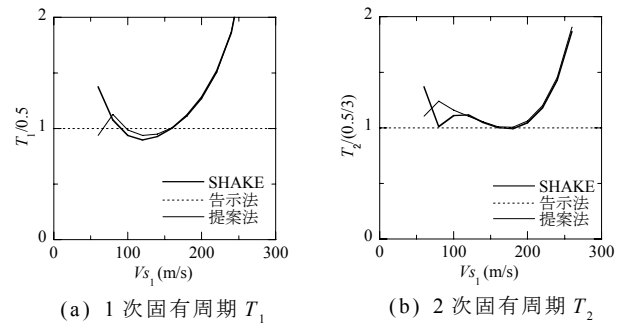 2
1
0
T₁/0.5
SHAKE
告示法
提案法
0 100 200 300
Vs₁ (m/s)
(a) 1 次固有周期 T₁
2
1
0
T₂/(0.5/3)
SHAKE
告示法
提案法
0 100 200 300
Vs₁ (m/s)
(b) 2 次固有周期 T₂